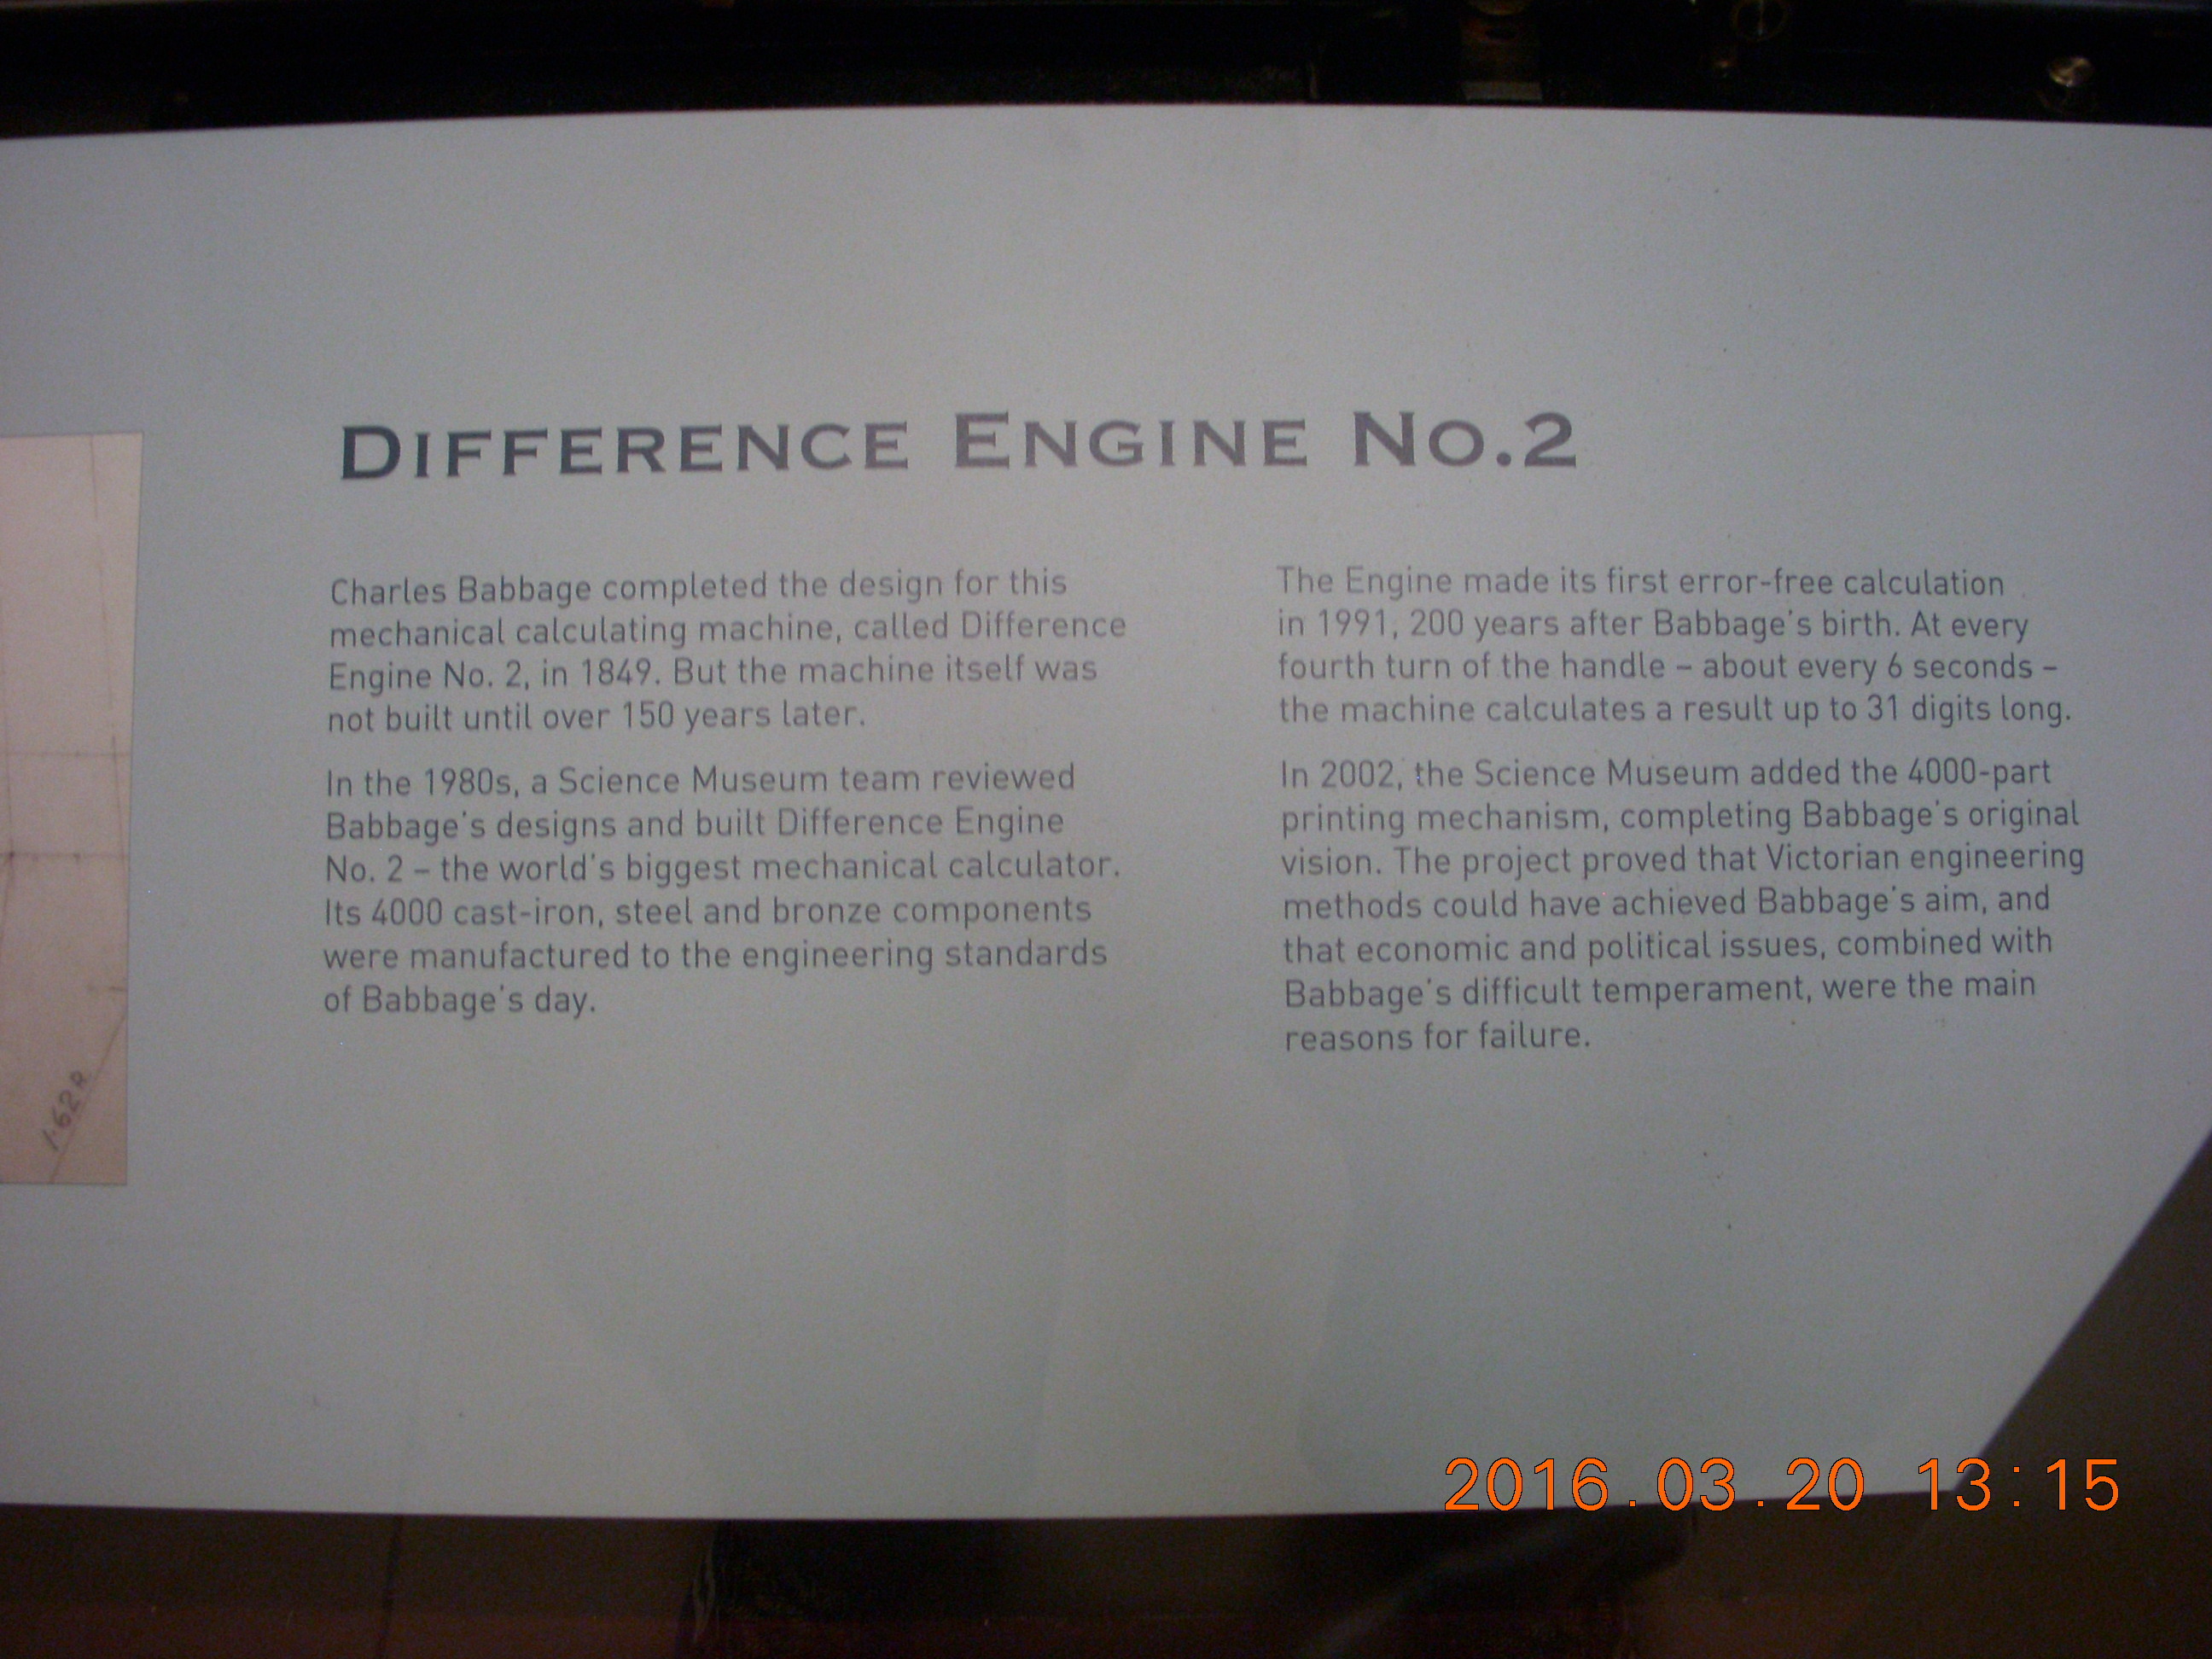 DIFFERENCE ENGINE NO.2
Charles Babbage completed the design for this
mechanical calculating machine, called Difference
Engine No. 2, in 1849. But the machine itself was
not built until over 150 years later.
In the 1980s, a Science Museum team reviewed
Babbage's designs and built Difference Engine
No. 2 – the world's biggest mechanical calculator.
Its 4000 cast-iron, steel and bronze components
were manufactured to the engineering standards
of Babbage's day.
The Engine made its first error-free calculation
in 1991, 200 years after Babbage's birth. At every
fourth turn of the handle – about every 6 seconds –
the machine calculates a result up to 31 digits long.
In 2002, the Science Museum added the 4000-part
printing mechanism, completing Babbage's original
vision. The project proved that Victorian engineering
methods could have achieved Babbage's aim, and
that economic and political issues, combined with
Babbage's difficult temperament, were the main
reasons for failure.
2016.03.20 13:15